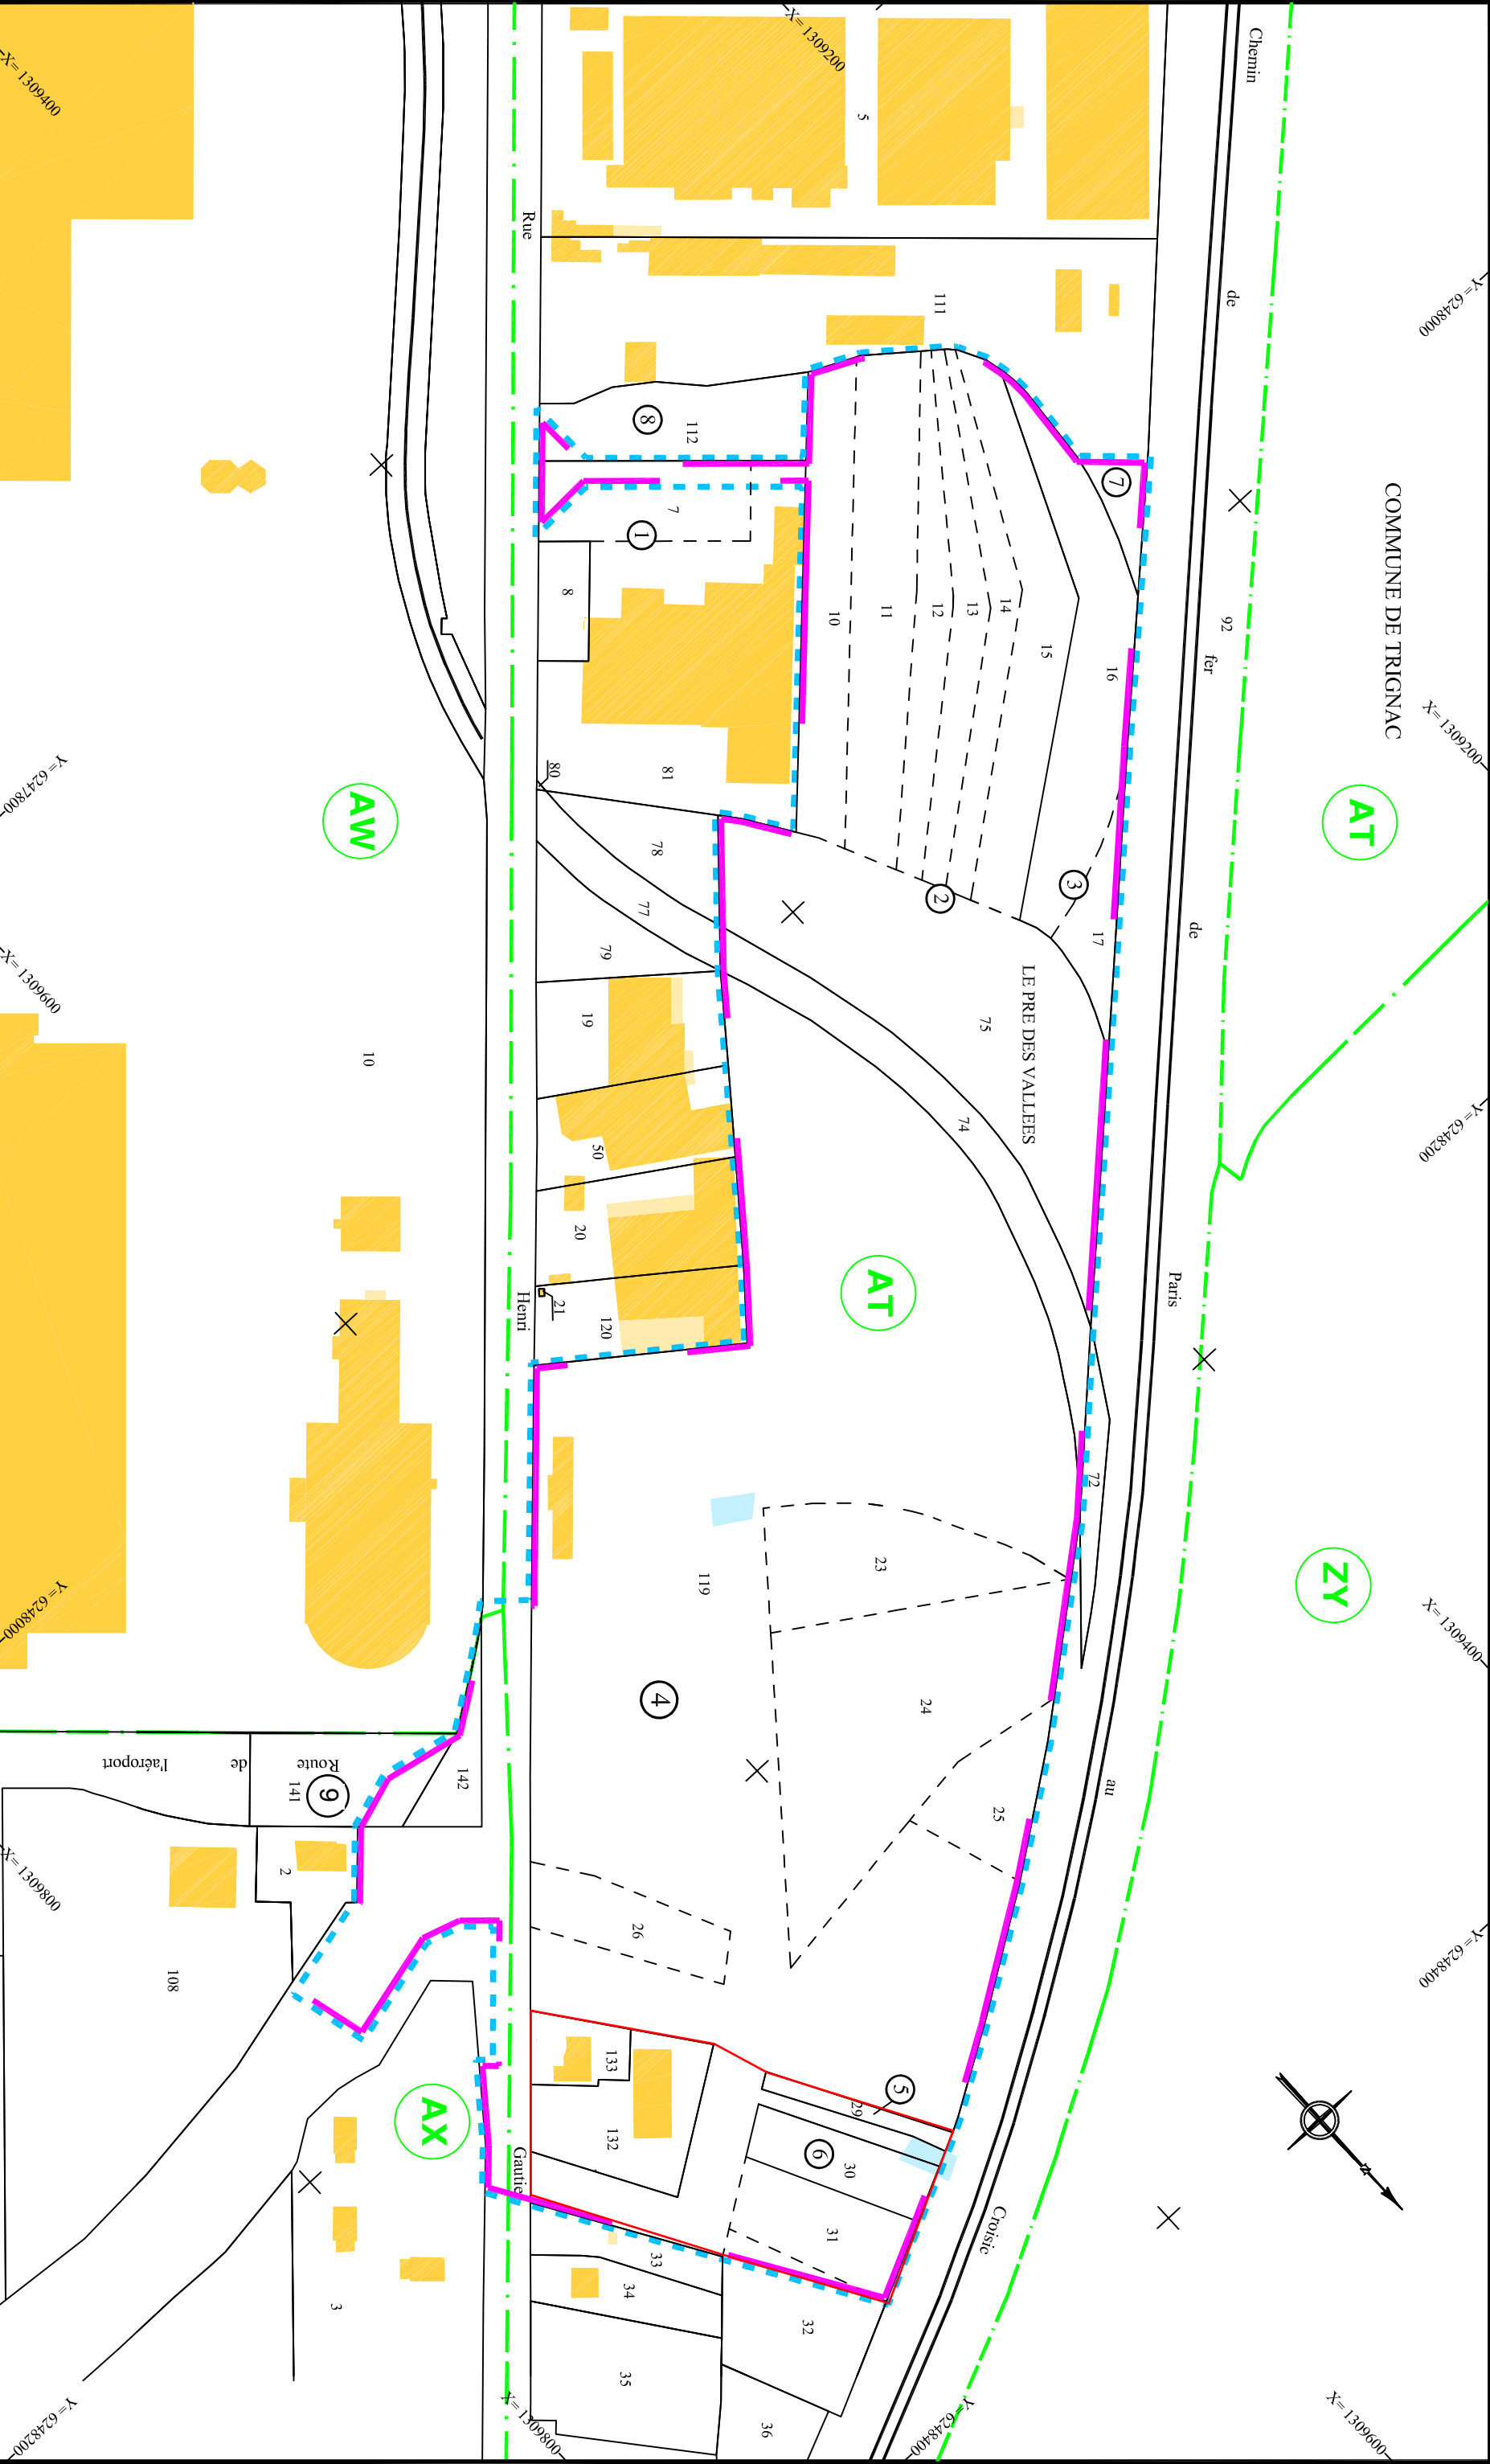 Chemin
de
fer
de
Paris
au
Croisic
COMMUNE DE TRIGNAC
X=1309200
X=1309400
Y=6248000
5
Rue
111
112
8
7
92
7
1
8
10
11
12
13
14
15
16
X=1309200
AT
Y=6247800
AW
80
81
78
77
79
3
2
17
LE PRE DES VALLEES
75
X=1309600
10
19
74
50
20
21
120
Henri
AT
Y=6248200
72
ZY
23
119
24
4
25
26
X=1309400
Y=6248000
Route
de
l'aéroport
9
141
142
2
108
X=1309800
Y=6248400
133
132
29
5
6
30
31
AX
Gautie
N
33
34
35
32
36
3
Y=6248200
X=1309800
Y=6248400
X=1309600